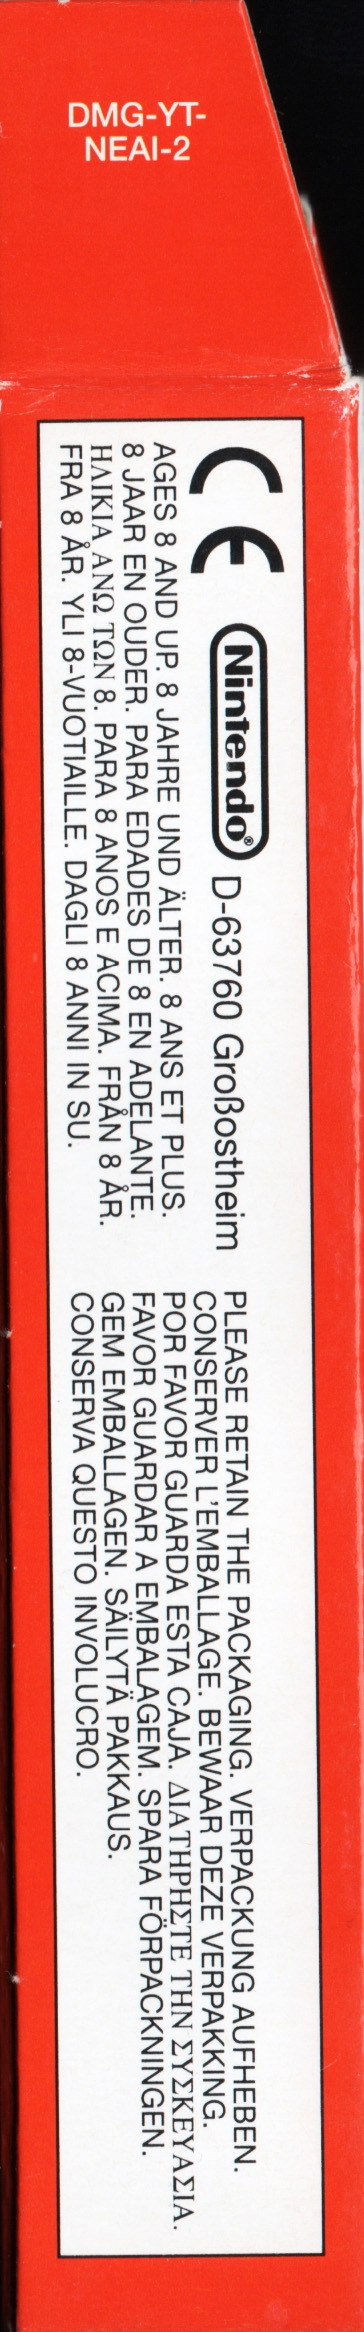 DMG-YT-
NEAI-2
CE Nintendo® D-63760 Großostheim
AGES 8 AND UP. 8 JAHRE UND ÄLTER. 8 ANS ET PLUS.
8 JAAR EN OUDER. PARA EDADES DE 8 EN ADELANTE.
ΗΛΙΚΙΑ ΑΝΩ ΤΩΝ 8. PARA 8 ANOS E ACIMA. FRÅN 8 ÅR.
FRA 8 ÅR. YLI 8-VUOTIAILLE. DAGLI 8 ANNI IN SU.
PLEASE RETAIN THE PACKAGING. VERPACKUNG AUFHEBEN.
CONSERVER L'EMBALLAGE. BEWAAR DEZE VERPAKKING.
POR FAVOR GUARDA ESTA CAJA. ΔΙΑΤΗΡΗΣΤΕ ΤΗΝ ΣΥΣΚΕΥΑΣΙΑ.
FAVOR GUARDAR A EMBALAGEM. SPARA FÖRPACKNINGEN.
GEM EMBALLAGEN. SÄILYTÄ PAKKAUS.
CONSERVA QUESTO INVOLUCRO.